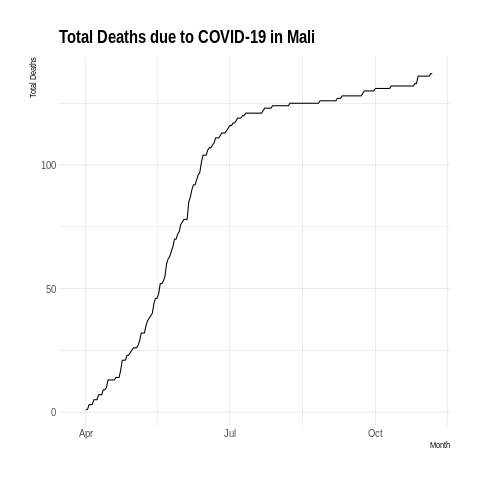 Total Deaths due to COVID-19 in Mali
Total Deaths
100
50
0
Apr
Jul
Oct
Month